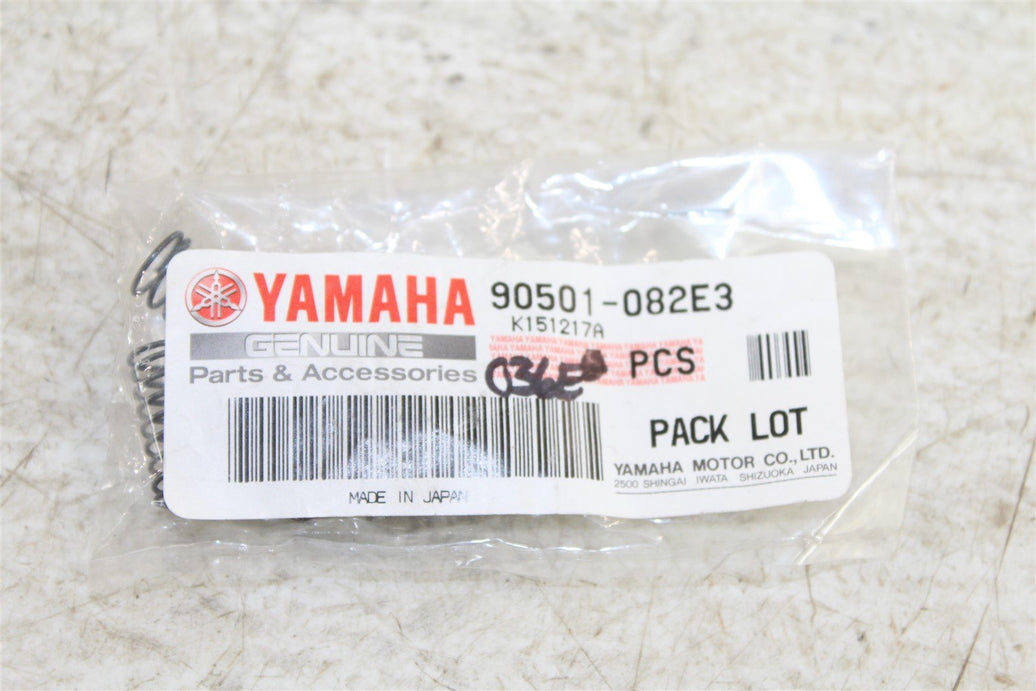 YAMAHA 90501-082E3
K151217A
GENUINE
Parts & Accessories
036E
PCS
PACK LOT
YAMAHA MOTOR CO., LTD.
2500 SHINGAI IWATA SHIZUOKA JAPAN
MADE IN JAPAN